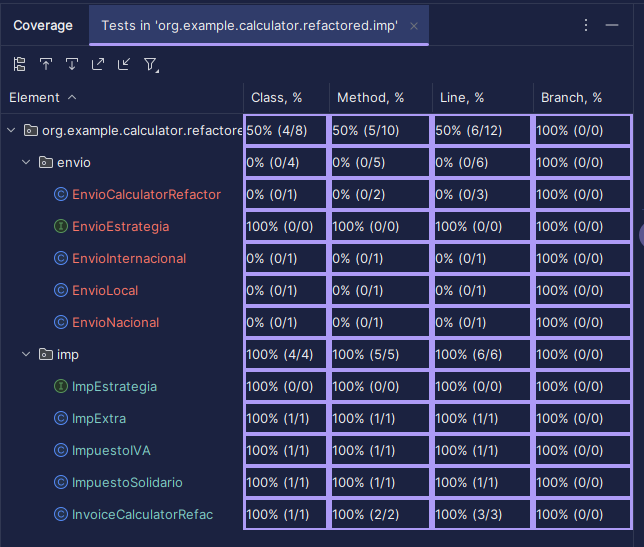 Coverage Tests in 'org.example.calculator.refactored.imp' ×
Element Class, % Method, % Line, % Branch, %
org.example.calculator.refactore 50% (4/8) 50% (5/10) 50% (6/12) 100% (0/0)
envio 0% (0/4) 0% (0/5) 0% (0/6) 100% (0/0)
EnvioCalculatorRefactor 0% (0/1) 0% (0/2) 0% (0/3) 100% (0/0)
EnvioEstrategia 100% (0/0) 100% (0/0) 100% (0/0) 100% (0/0)
EnvioInternacional 0% (0/1) 0% (0/1) 0% (0/1) 100% (0/0)
EnvioLocal 0% (0/1) 0% (0/1) 0% (0/1) 100% (0/0)
EnvioNacional 0% (0/1) 0% (0/1) 0% (0/1) 100% (0/0)
imp 100% (4/4) 100% (5/5) 100% (6/6) 100% (0/0)
ImpEstrategia 100% (0/0) 100% (0/0) 100% (0/0) 100% (0/0)
ImpExtra 100% (1/1) 100% (1/1) 100% (1/1) 100% (0/0)
ImpuestoIVA 100% (1/1) 100% (1/1) 100% (1/1) 100% (0/0)
ImpuestoSolidario 100% (1/1) 100% (1/1) 100% (1/1) 100% (0/0)
InvoiceCalculatorRefac 100% (1/1) 100% (2/2) 100% (3/3) 100% (0/0)